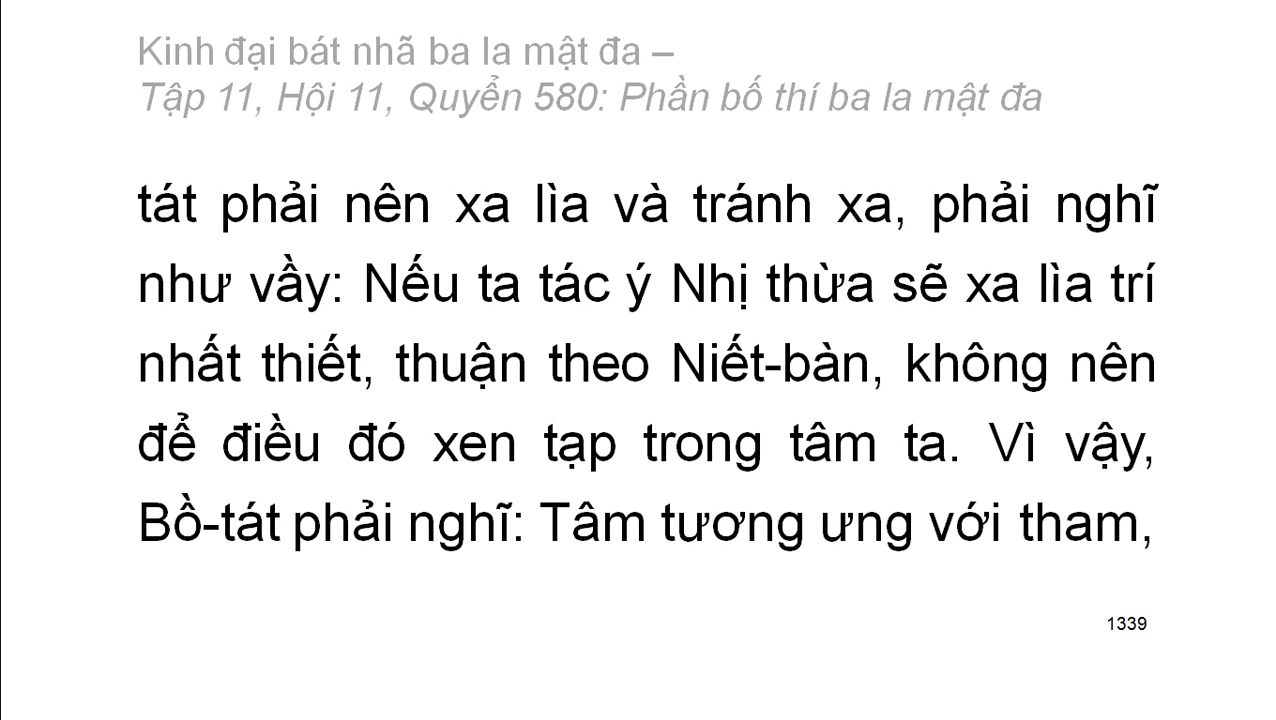 Kinh đại bát nhã ba la mật đa –
Tập 11, Hội 11, Quyển 580: Phần bố thí ba la mật đa
tát phải nên xa lìa và tránh xa, phải nghĩ
như vầy: Nếu ta tác ý Nhị thừa sẽ xa lìa trí
nhất thiết, thuận theo Niết-bàn, không nên
để điều đó xen tạp trong tâm ta. Vì vậy,
Bồ-tát phải nghĩ: Tâm tương ưng với tham,
1339